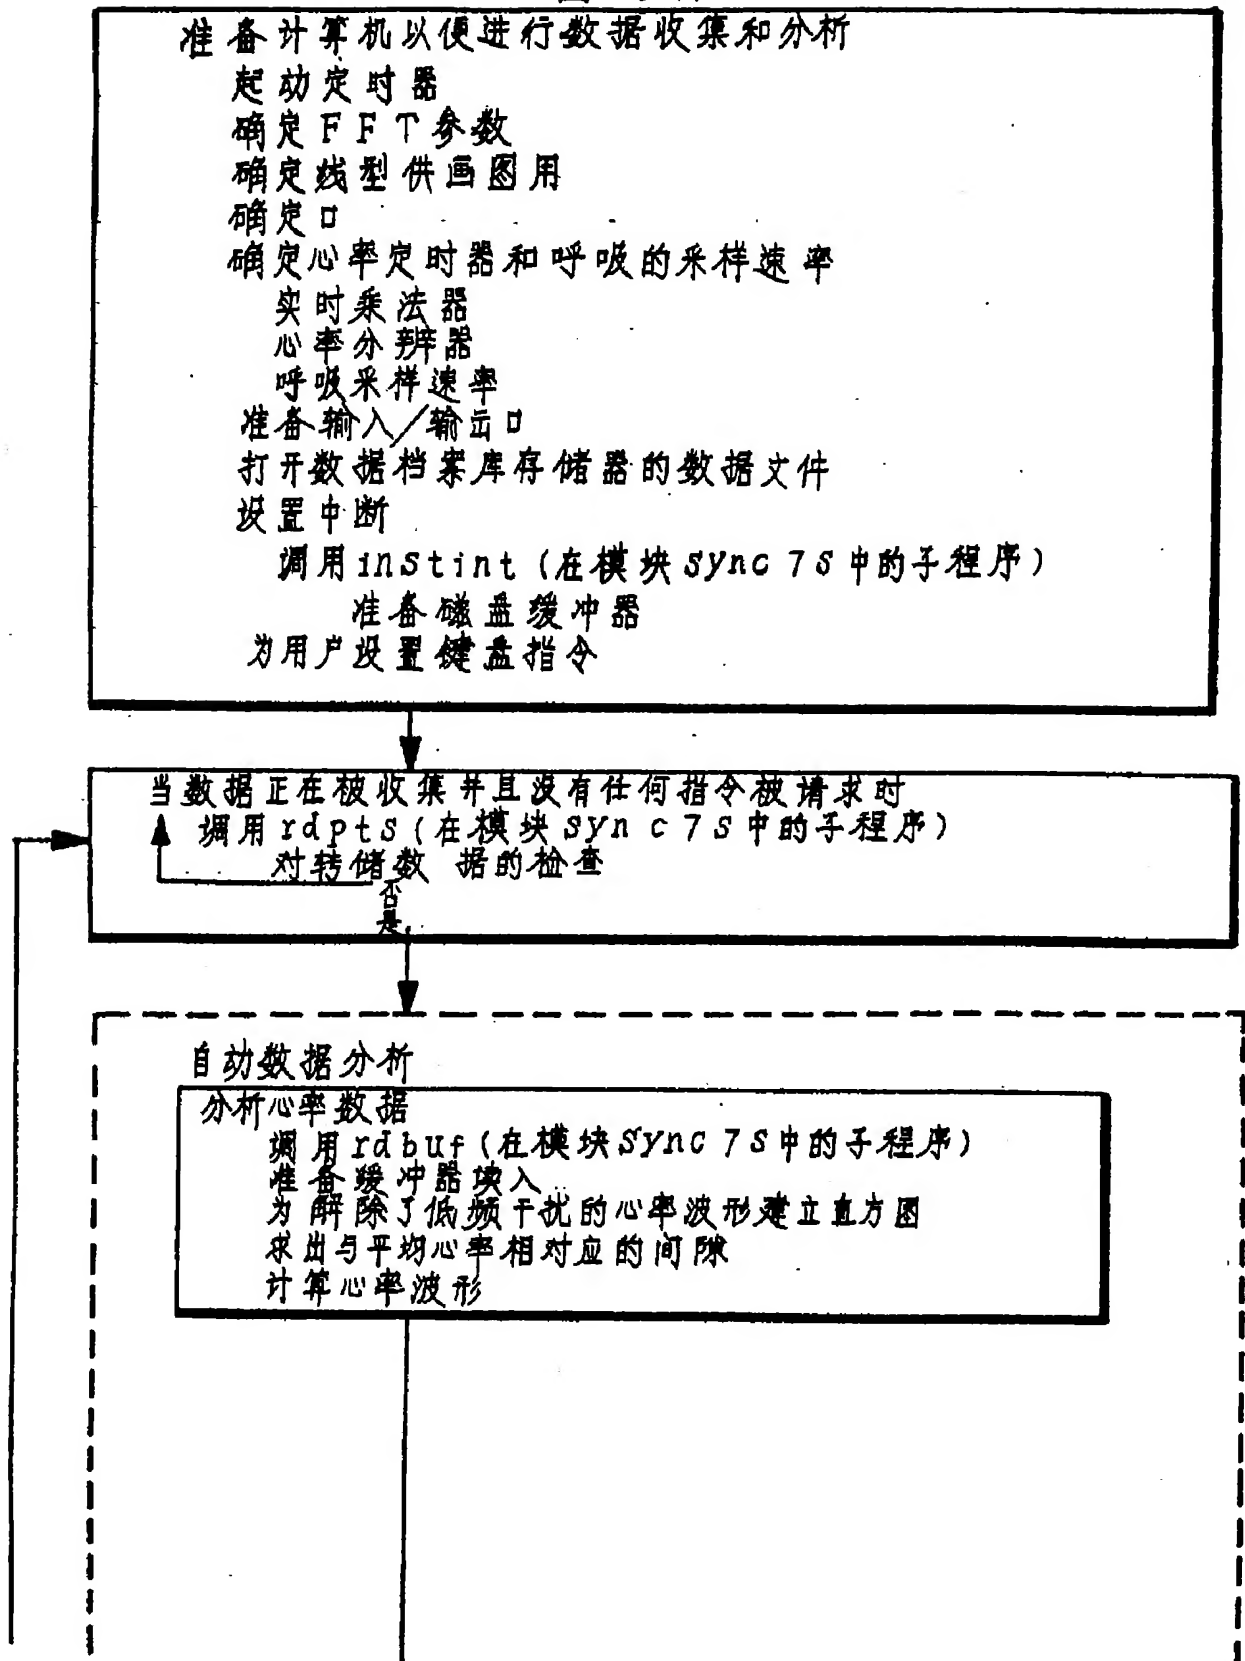 准备计算机以便进行数据收集和分析
起动定时器
确定FFT参数
确定线型供画图用
确定口
确定心率定时器和呼吸的采样速率
实时乘法器
心率分辨器
呼吸采样速率
准备输入/输出口
打开数据档案库存储器的数据文件
设置中断
调用instint(在模块sync7s中的子程序)
准备磁盘缓冲器
为用户设置键盘指令
当数据正在被收集并且没有任何指令被请求时
调用rdpts(在模块sync7s中的子程序)
对转储数据的检查
否
是
自动数据分析
分析心率数据
调用rdbuf(在模块sync7s中的子程序)
准备缓冲器读入
为解除了低频干扰的心率波形建立直方图
求出与平均心率相对应的间隙
计算心率波形